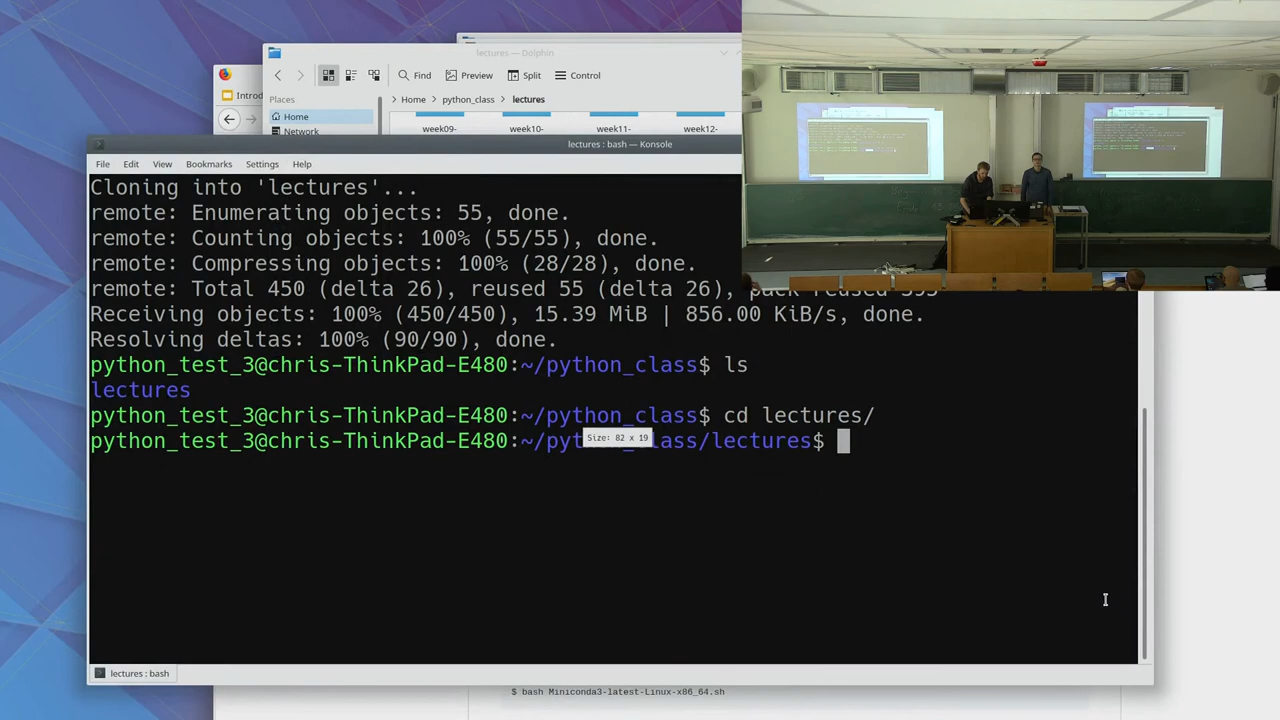 lectures — Dolphin
Find
Preview
Split
Control
Introd
Places
Home
Network
Home
python_class
lectures
week09-
week10-
week11-
week12-
lectures : bash — Konsole
File
Edit
View
Bookmarks
Settings
Help
Cloning into 'lectures'...
remote: Enumerating objects: 55, done.
remote: Counting objects: 100% (55/55), done.
remote: Compressing objects: 100% (28/28), done.
remote: Total 450 (delta 26), reused 55 (delta 26), pack-reused 395
Receiving objects: 100% (450/450), 15.39 MiB | 856.00 KiB/s, done.
Resolving deltas: 100% (90/90), done.
python_test_3@chris-ThinkPad-E480:~/python_class$ ls
lectures
python_test_3@chris-ThinkPad-E480:~/python_class$ cd lectures/
python_test_3@chris-ThinkPad-E480:~/python_class/lectures$
Size: 82 x 19
lectures : bash
$ bash Miniconda3-latest-Linux-x86_64.sh